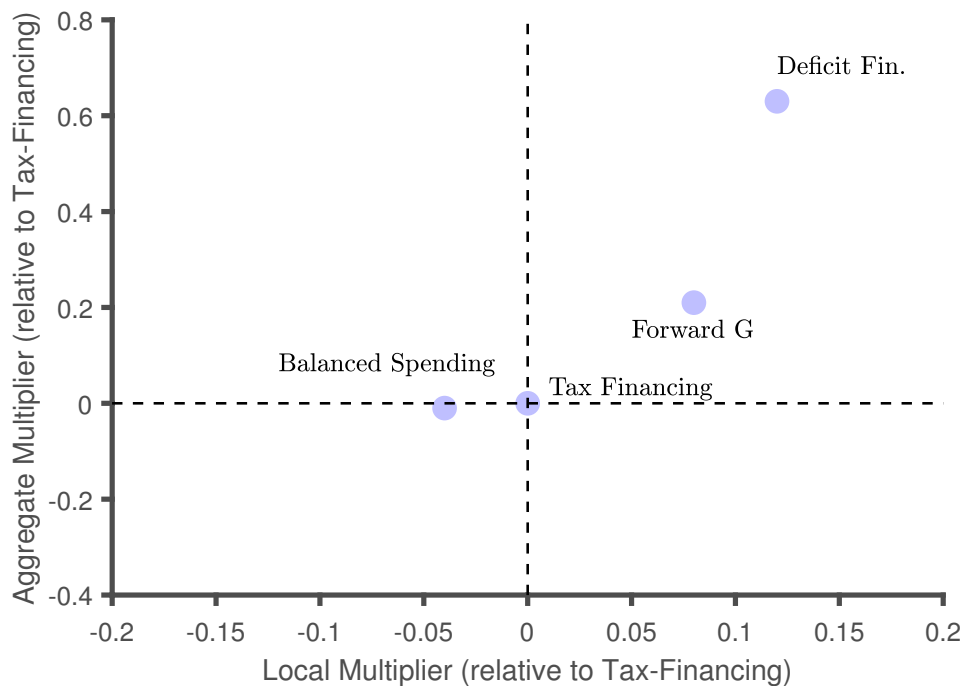 0.8
0.6
0.4
0.2
0
-0.2
-0.4
Aggregate Multiplier (relative to Tax-Financing)
Deficit Fin.
Forward G
Balanced Spending
Tax Financing
-0.2 -0.15 -0.1 -0.05 0 0.05 0.1 0.15 0.2
Local Multiplier (relative to Tax-Financing)